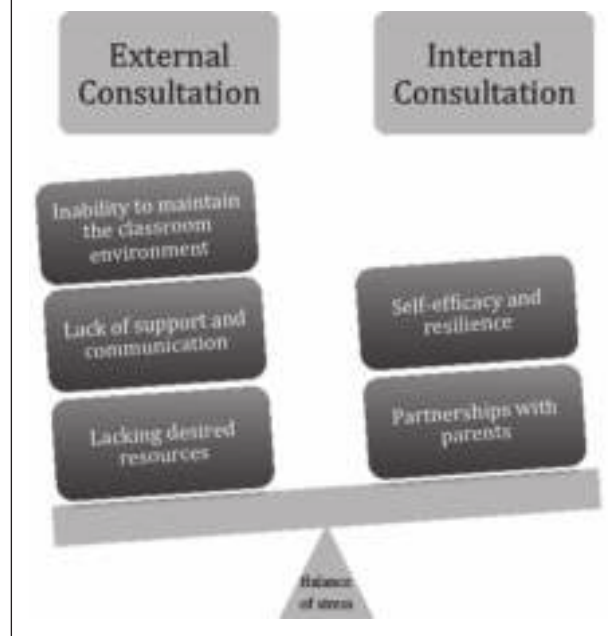 External
Consultation
Internal
Consultation
Inability to maintain
the classroom
environment
Lack of support and
communication
Lacking desired
resources
Self-efficacy and
resilience
Partnerships with
parents
Balance
of stress